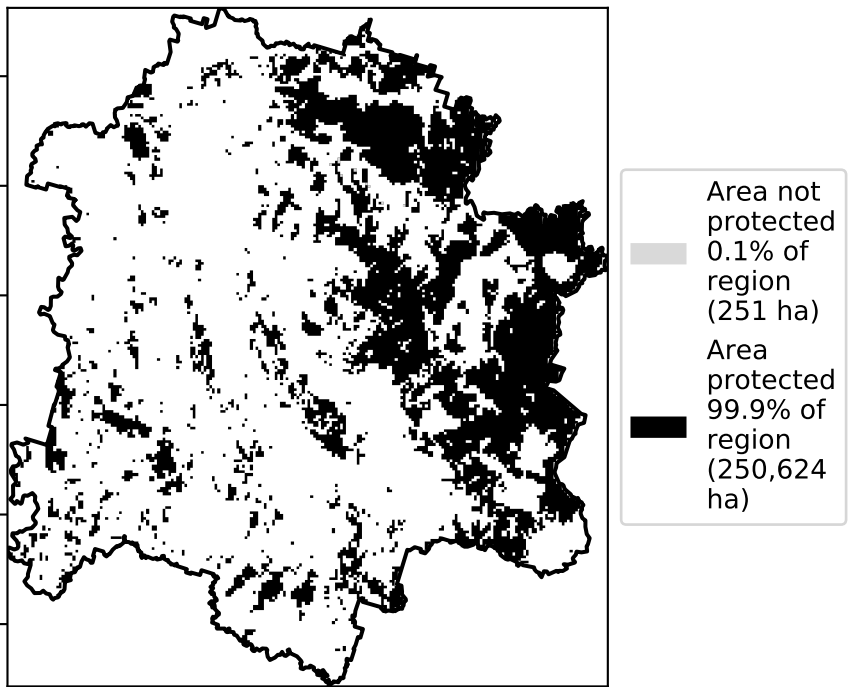 Area not
protected
0.1% of
region
(251 ha)
Area
protected
99.9% of
region
(250,624
ha)